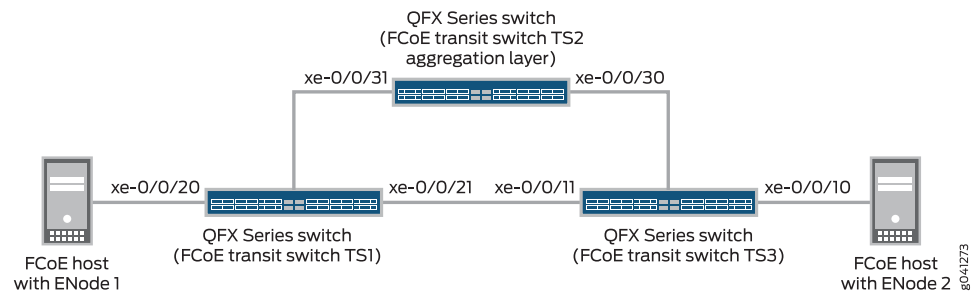 QFX Series switch
(FCoE transit switch TS2
aggregation layer)
xe-0/0/31
xe-0/0/30
xe-0/0/20
xe-0/0/21
xe-0/0/11
xe-0/0/10
QFX Series switch
(FCoE transit switch TS1)
QFX Series switch
(FCoE transit switch TS3)
FCoE host
with ENode 1
FCoE host
with ENode 2
g041273